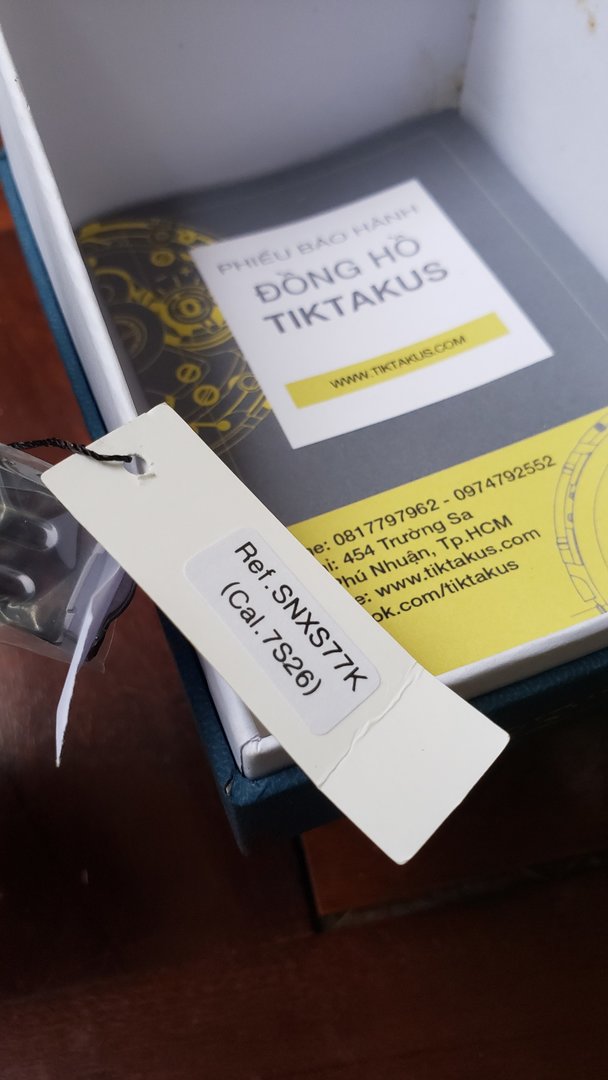 PHIẾU BẢO HÀNH
ĐỒNG HỒ
TIKTAKUS
WWW.TIKTAKUS.COM
0817797962 - 0974792552
454 Trường Sa
Phú Nhuận, Tp.HCM
www.tiktakus.com
ok.com/tiktakus
Ref.SNXS77K
(Cal.7S26)